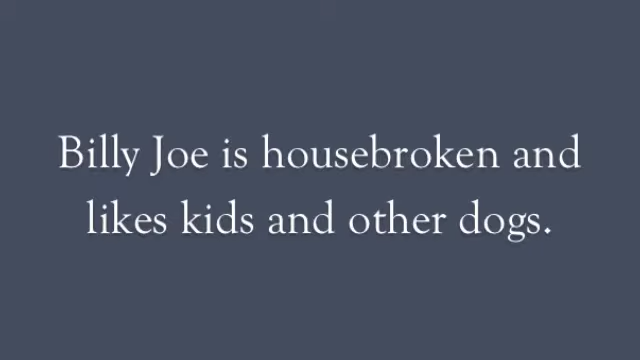 Billy Joe is housebroken and
likes kids and other dogs.